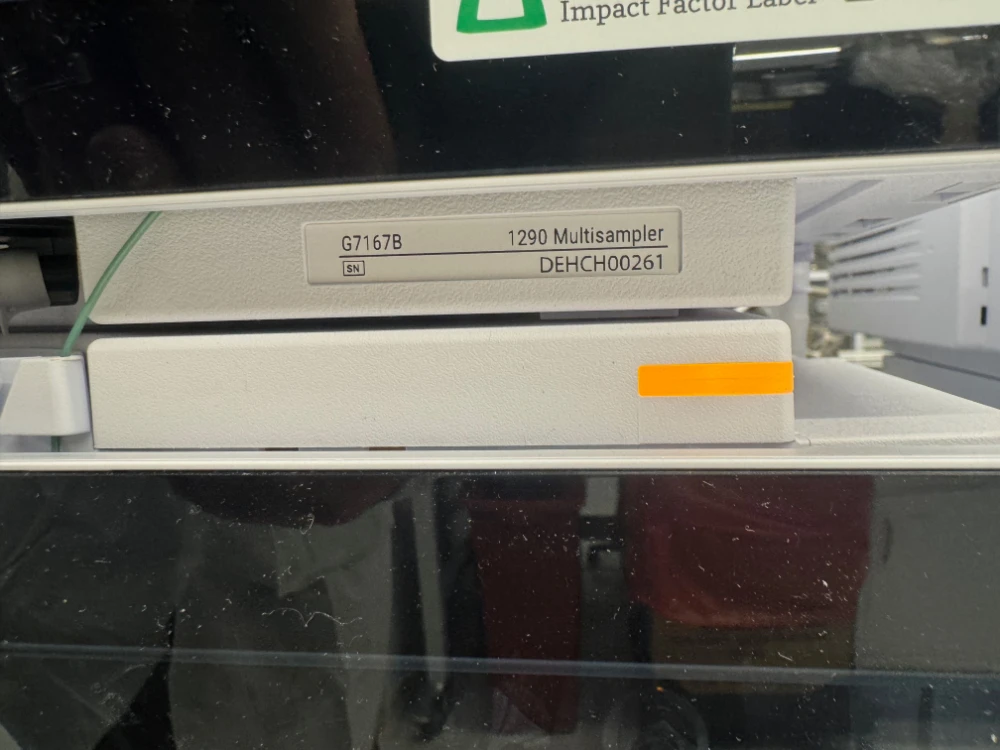 Impact Factor Label
G7167B 1290 Multisampler
SN DEHCH00261